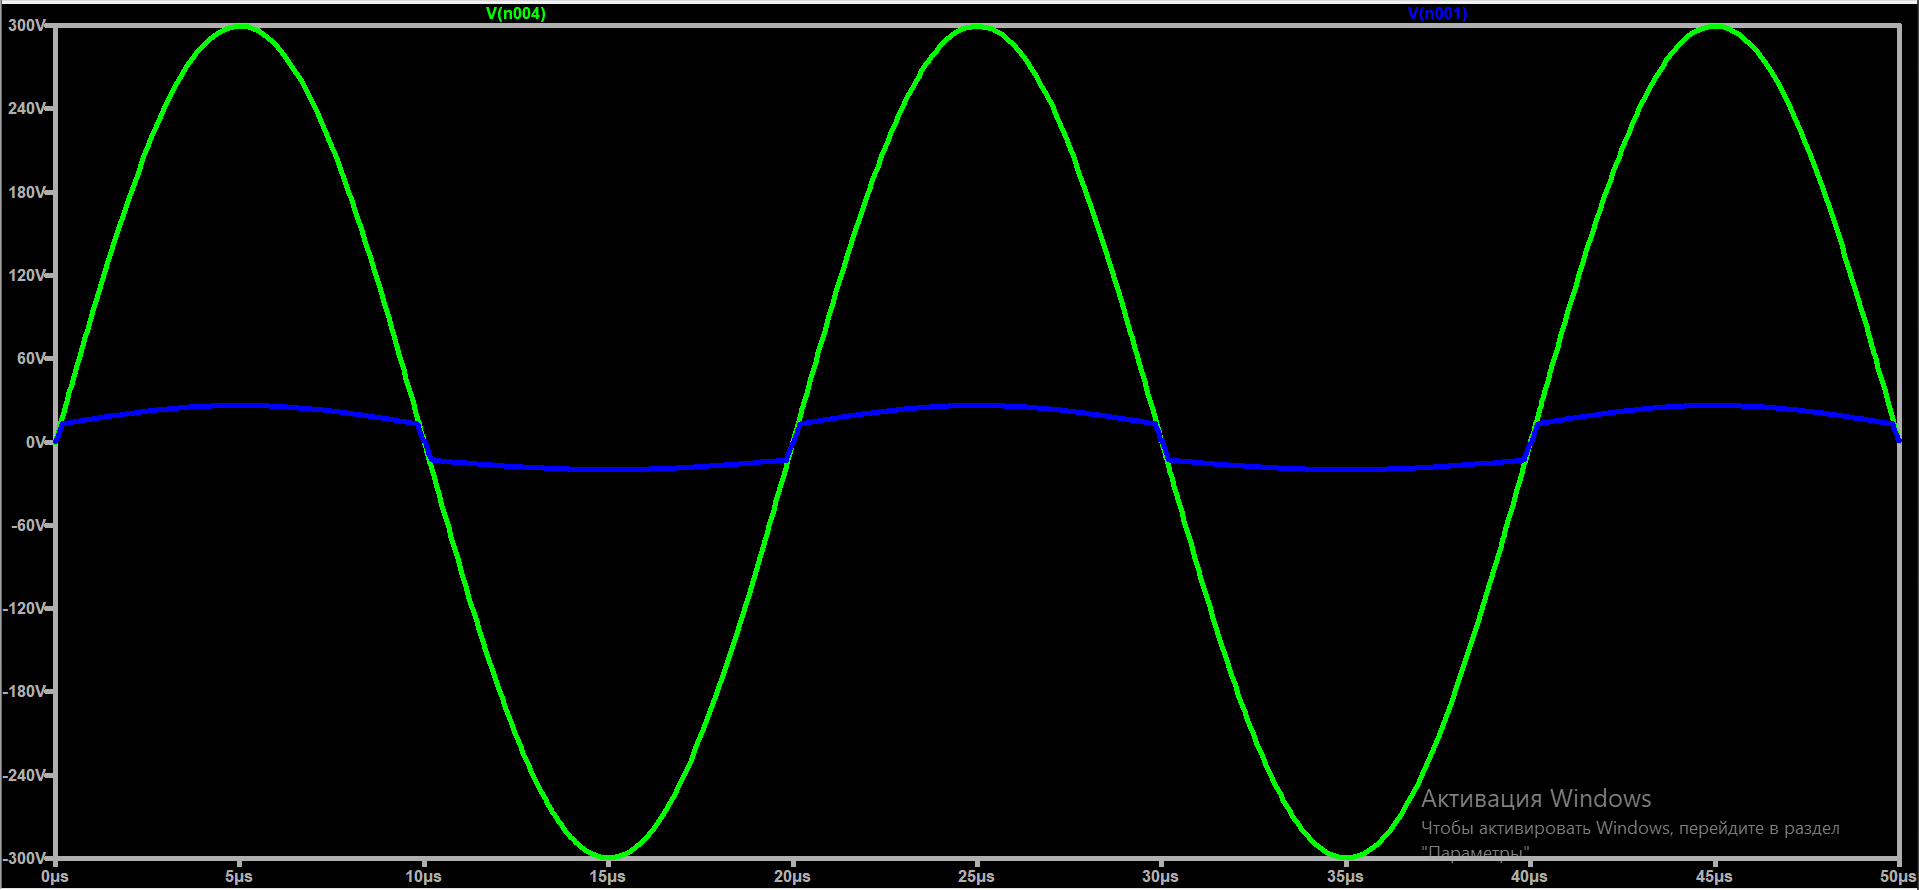 V(n004) V(n001)
300V
240V
180V
120V
60V
0V
-60V
-120V
-180V
-240V
-300V
0µs 5µs 10µs 15µs 20µs 25µs 30µs 35µs 40µs 45µs 50µs
Активация Windows
Чтобы активировать Windows, перейдите в раздел
"Параметры"